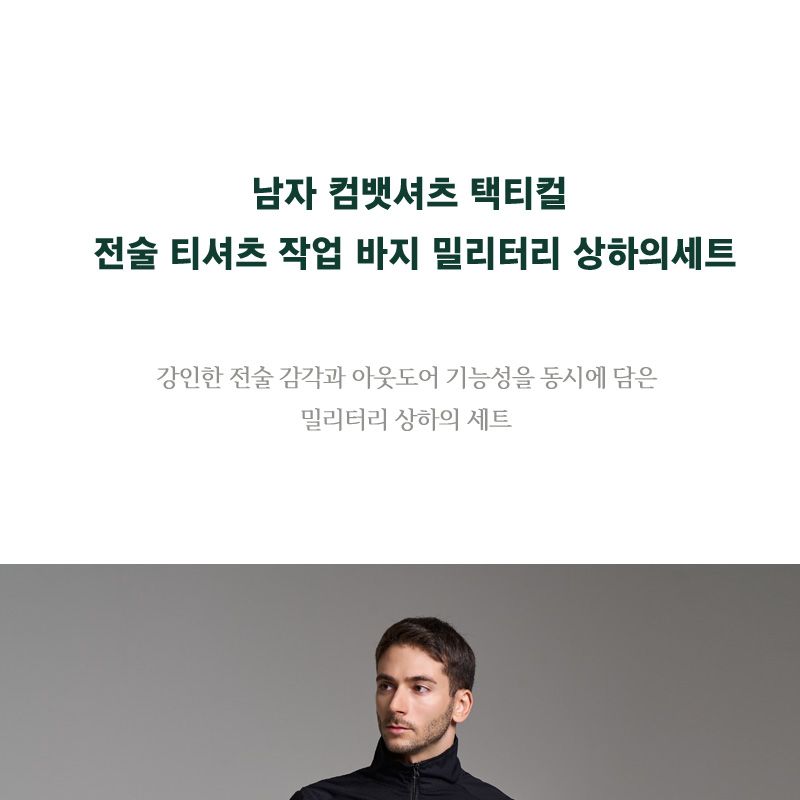 남자 컴뱃셔츠 택티컬
전술 티셔츠 작업 바지 밀리터리 상하의세트
강인한 전술 감각과 아웃도어 기능성을 동시에 담은
밀리터리 상하의 세트